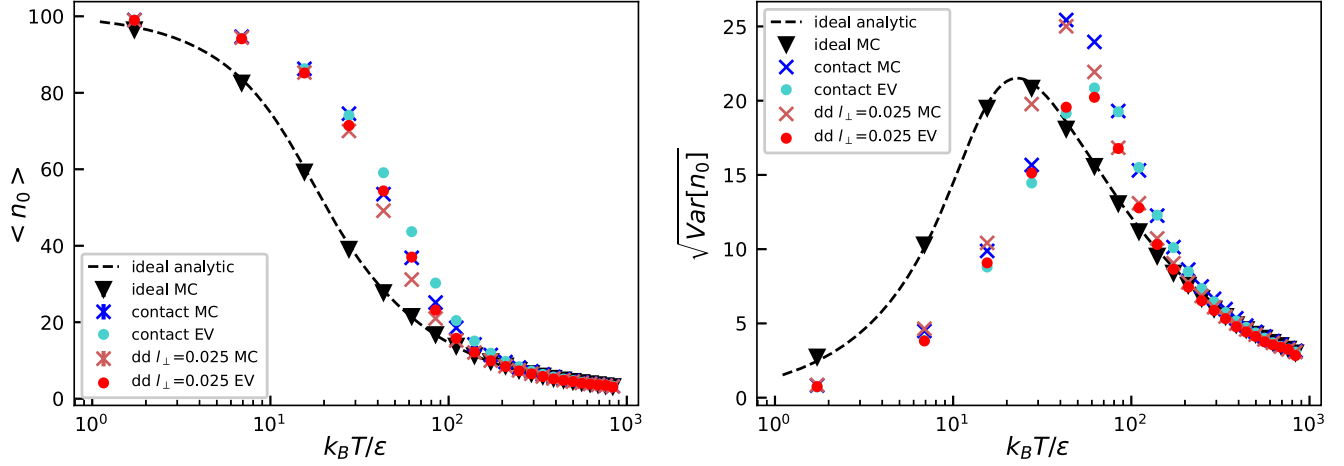 100
80
60
40
20
0
< n₀ >
ideal analytic
ideal MC
contact MC
contact EV
dd l⊥=0.025 MC
dd l⊥=0.025 EV
10⁰ 10¹ 10² 10³
k_BT/ε
25
20
15
10
5
0
√Var[n₀]
ideal analytic
ideal MC
contact MC
contact EV
dd l⊥=0.025 MC
dd l⊥=0.025 EV
10⁰ 10¹ 10² 10³
k_BT/ε